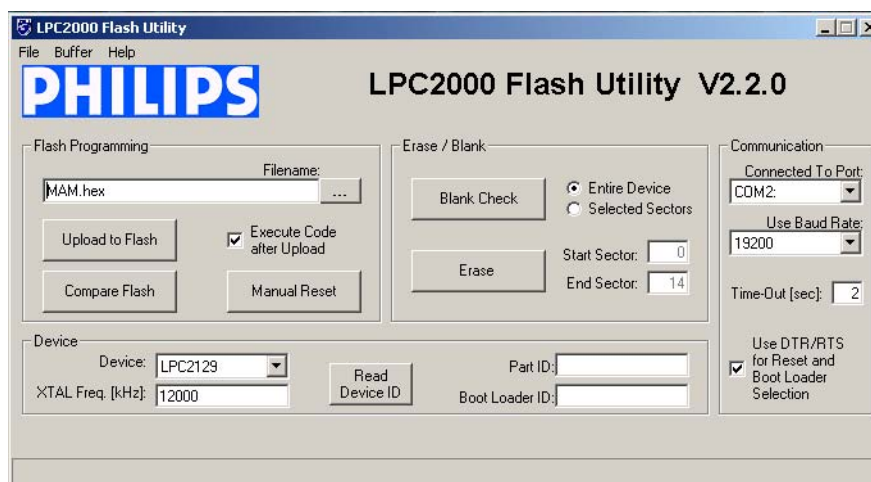 LPC2000 Flash Utility
File Buffer Help
PHILIPS
LPC2000 Flash Utility V2.2.0
Flash Programming
Filename:
MAM.hex
...
Upload to Flash
Execute Code
after Upload
Compare Flash
Manual Reset
Erase / Blank
Blank Check
Entire Device
Selected Sectors
Erase
Start Sector: 0
End Sector: 14
Communication
Connected To Port:
COM2:
Use Baud Rate:
19200
Time-Out [sec]: 2
Use DTR/RTS
for Reset and
Boot Loader
Selection
Device
Device: LPC2129
XTAL Freq. [kHz]: 12000
Read
Device ID
Part ID:
Boot Loader ID: